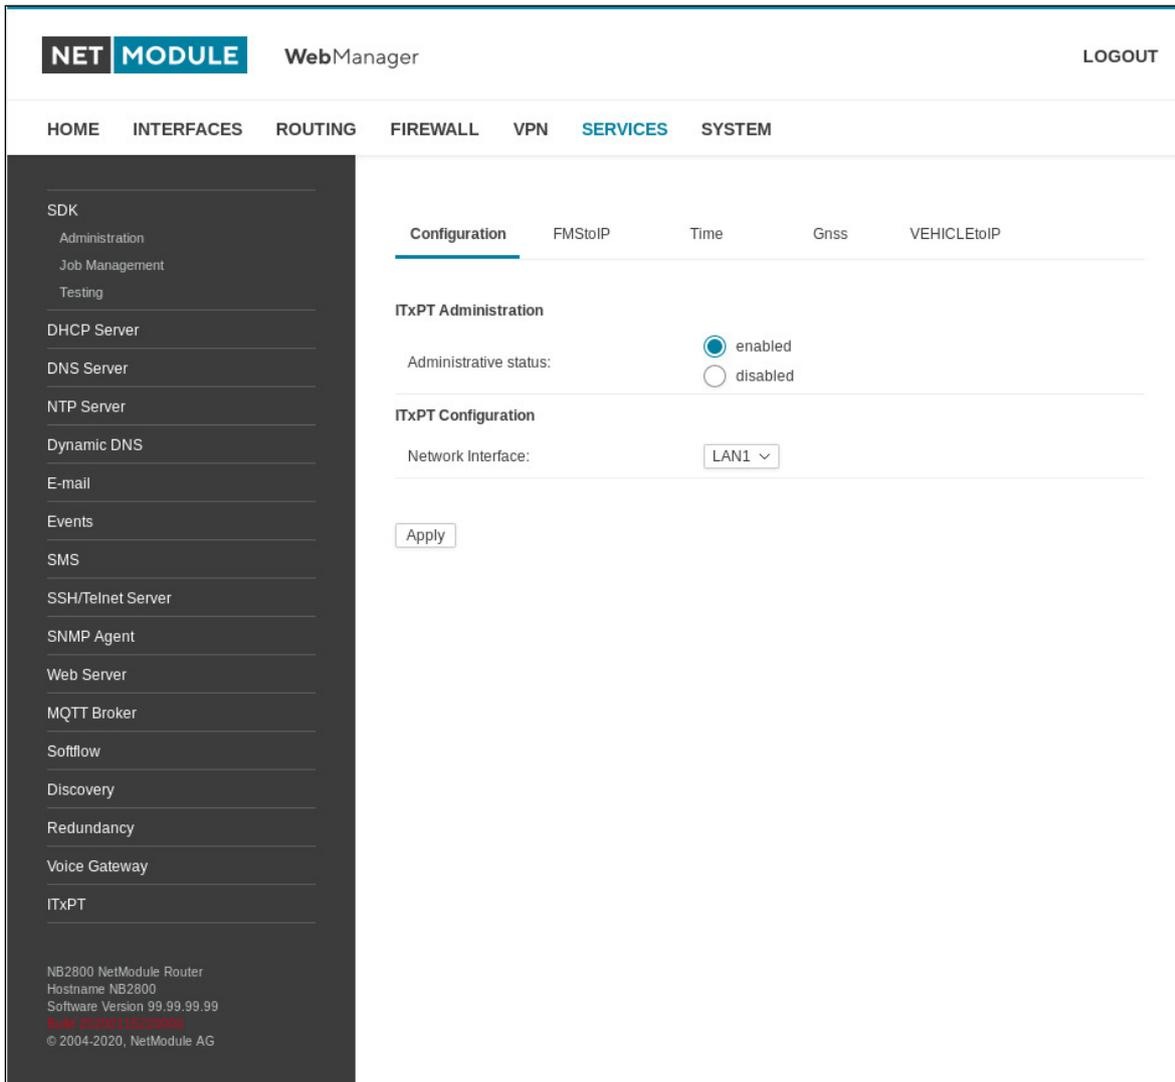 NET MODULE WebManager LOGOUT
HOME INTERFACES ROUTING FIREWALL VPN SERVICES SYSTEM
SDK
Administration
Job Management
Testing
DHCP Server
DNS Server
NTP Server
Dynamic DNS
E-mail
Events
SMS
SSH/Telnet Server
SNMP Agent
Web Server
MQTT Broker
Softflow
Discovery
Redundancy
Voice Gateway
ITxPT
NB2800 NetModule Router
Hostname NB2800
Software Version 99.99.99.99
Build
© 2004-2020, NetModule AG
Configuration FMStoIP Time Gnss VEHICLEtoIP
ITxPT Administration
Administrative status:
enabled
disabled
ITxPT Configuration
Network Interface: LAN1
Apply